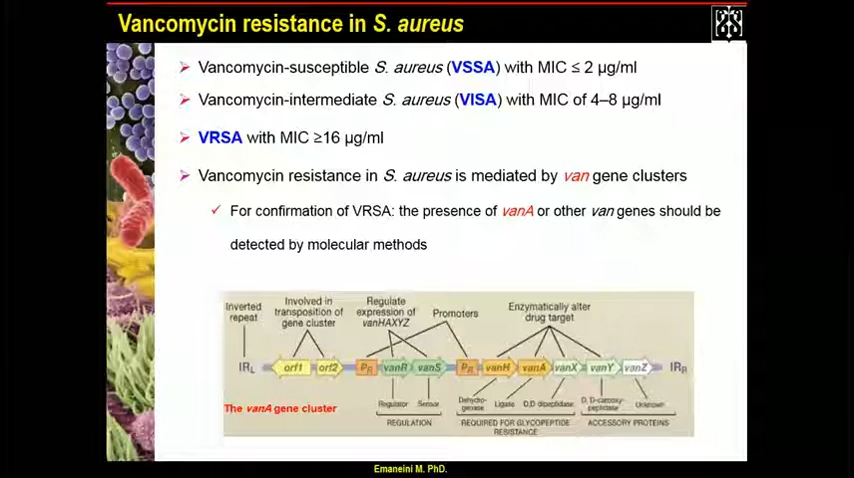 Vancomycin resistance in S. aureus
Vancomycin-susceptible S. aureus (VSSA) with MIC ≤ 2 µg/ml
Vancomycin-intermediate S. aureus (VISA) with MIC of 4–8 µg/ml
VRSA with MIC ≥16 µg/ml
Vancomycin resistance in S. aureus is mediated by van gene clusters
For confirmation of VRSA: the presence of vanA or other van genes should be
detected by molecular methods
Inverted
repeat
Involved in
transposition of
gene cluster
Regulate
expression of
vanHAXYZ
Promoters
Enzymatically alter
drug target
IRL orf1 orf2 PR vanR vanS PR vanH vanA vanX vanY vanZ IRR
The vanA gene cluster
Regulator
Sensor
Dehydro-
genase
Ligate
D,D dipeptidase
D, D-carboxy-
peptidase
Unknown
REGULATION
REQUIRED FOR GLYCOPEPTIDE
RESISTANCE
ACCESSORY PROTEINS
Emaneini M. PhD.